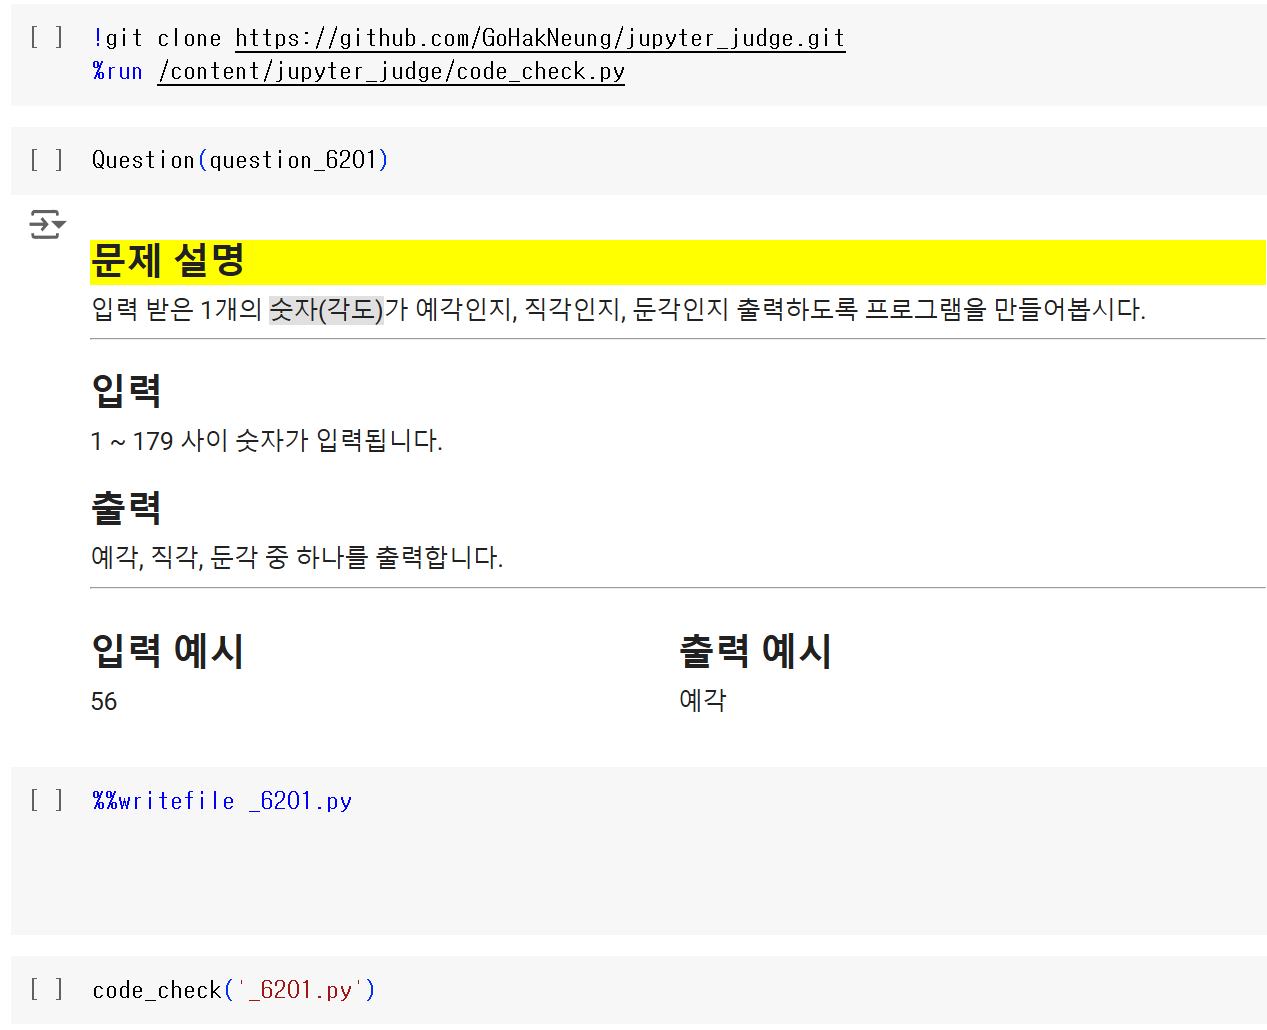 [ ] !git clone https://github.com/GoHakNeung/jupyter_judge.git
%run /content/jupyter_judge/code_check.py
[ ] Question(question_6201)
문제 설명
입력 받은 1개의 숫자(각도)가 예각인지, 직각인지, 둔각인지 출력하도록 프로그램을 만들어봅시다.
입력
1 ~ 179 사이 숫자가 입력됩니다.
출력
예각, 직각, 둔각 중 하나를 출력합니다.
입력 예시
출력 예시
56
예각
[ ] %%writefile _6201.py
[ ] code_check('_6201.py')